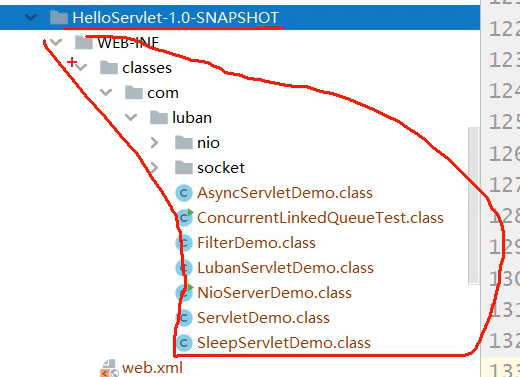 HelloServlet-1.0-SNAPSHOT
WEB-INF
classes
com
luban
nio
socket
AsyncServletDemo.class
ConcurrentLinkedQueueTest.class
FilterDemo.class
LubanServletDemo.class
NioServerDemo.class
ServletDemo.class
SleepServletDemo.class
web.xml
122
123
124
125
126
127
128
129
130
131
132
133